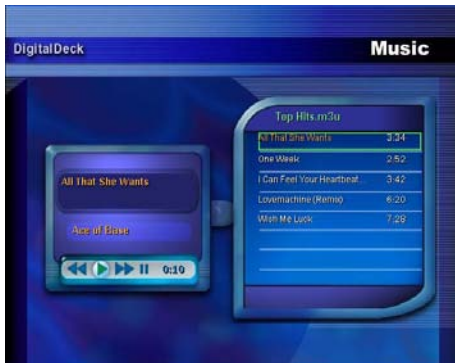 DigitalDeck
Music
Top Hits.m3u
All That She Wants 3:34
One Week 2:52
I Can Feel Your Heartbeat... 3:42
Lovemachine (Remix) 6:20
Wish Me Luck 7:28
All That She Wants
Ace of Base
0:10